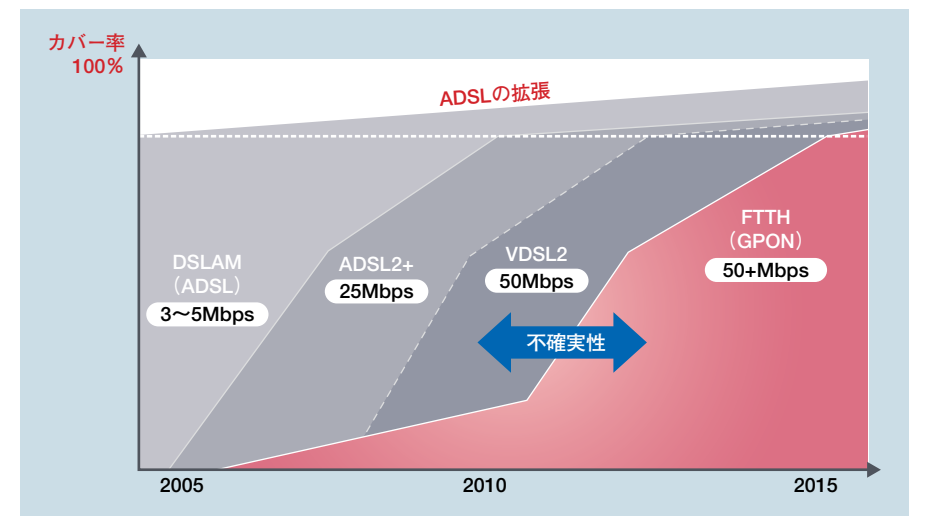 カバー率
100%
ADSLの拡張
DSLAM
（ADSL）
3〜5Mbps
ADSL2+
25Mbps
VDSL2
50Mbps
FTTH
（GPON）
50+Mbps
不確実性
2005
2010
2015